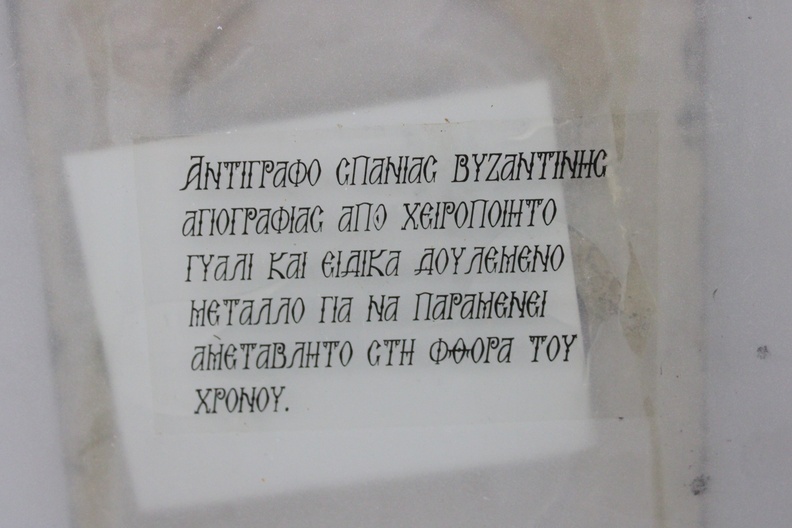 Αντιγραφο σπανιας βυζαντινης
αγιογραφιας απο χειροποιητο
γυαλι και ειδικα δουλεμενο
μεταλλο για να παραμενει
αμεταβλητο στη φθορα του
χρονου.